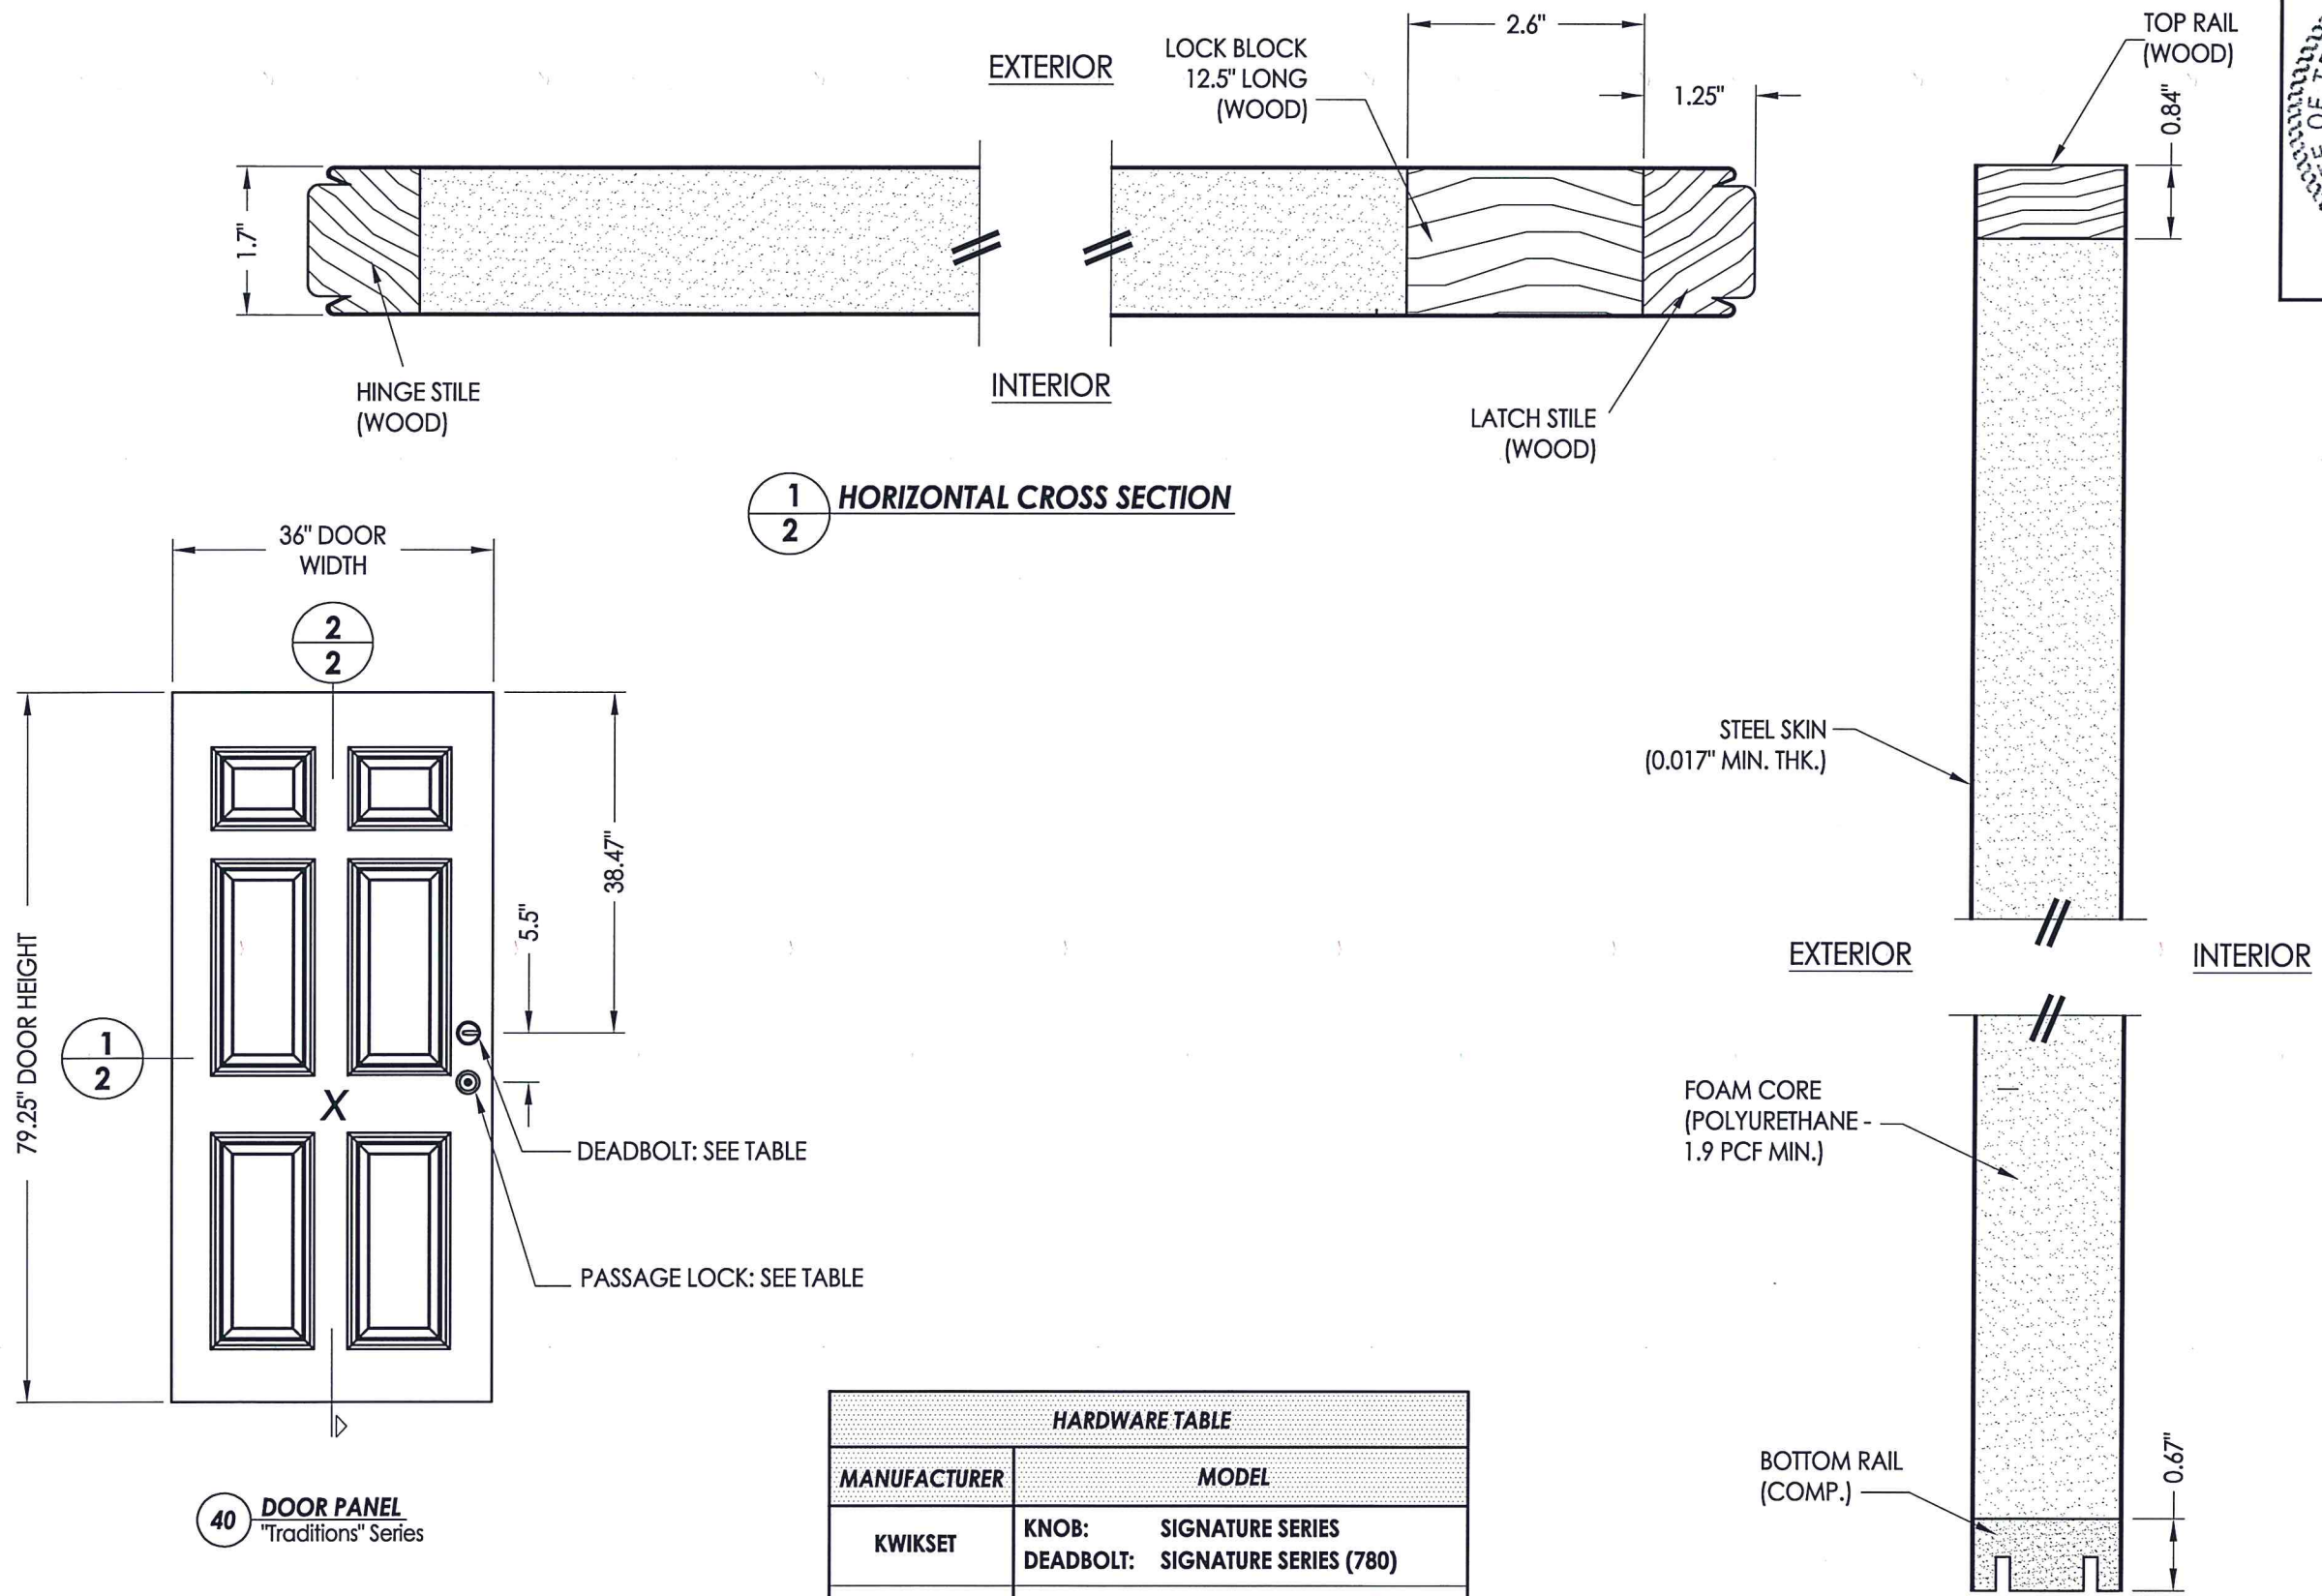 EXTERIOR
LOCK BLOCK
12.5" LONG
(WOOD)
2.6"
1.25"
1.7"
HINGE STILE
(WOOD)
INTERIOR
LATCH STILE
(WOOD)
1
2
HORIZONTAL CROSS SECTION
TOP RAIL
(WOOD)
0.84"
STEEL SKIN
(0.017" MIN. THK.)
EXTERIOR
INTERIOR
FOAM CORE
(POLYURETHANE -
1.9 PCF MIN.)
BOTTOM RAIL
(COMP.)
0.67"
36" DOOR
WIDTH
2
2
79.25" DOOR HEIGHT
1
2
38.47"
5.5"
X
DEADBOLT: SEE TABLE
PASSAGE LOCK: SEE TABLE
40
DOOR PANEL
"Traditions" Series
HARDWARE TABLE
MANUFACTURER MODEL
KWIKSET
KNOB: SIGNATURE SERIES
DEADBOLT: SIGNATURE SERIES (780)